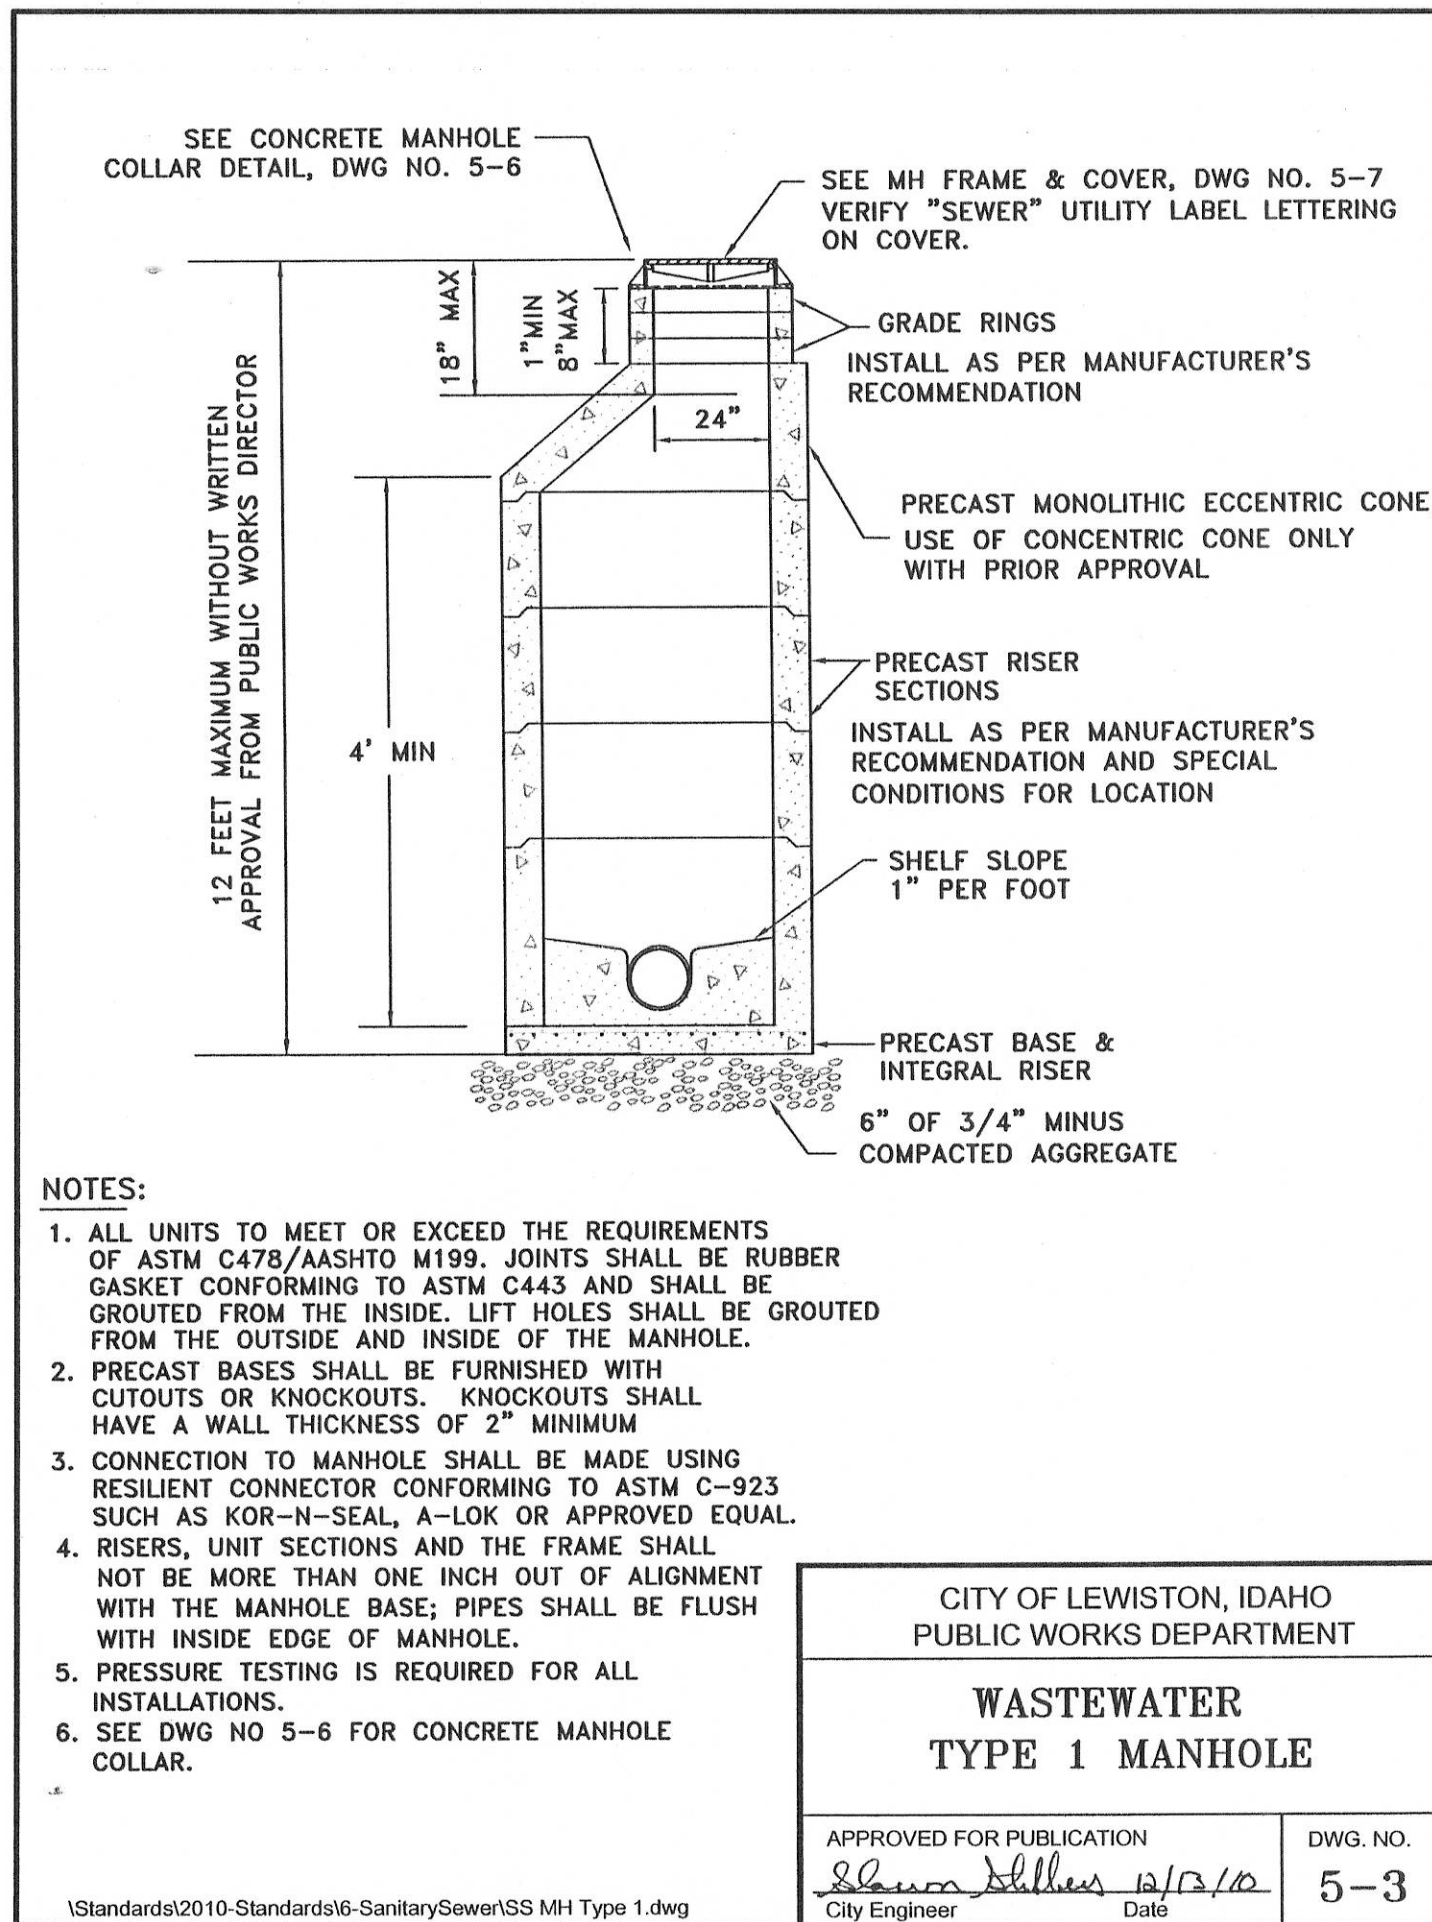 SEE CONCRETE MANHOLE
COLLAR DETAIL, DWG NO. 5-6
SEE MH FRAME & COVER, DWG NO. 5-7
VERIFY "SEWER" UTILITY LABEL LETTERING
ON COVER.
18" MAX
1"MIN
8"MAX
GRADE RINGS
INSTALL AS PER MANUFACTURER'S
RECOMMENDATION
24"
12 FEET MAXIMUM WITHOUT WRITTEN
APPROVAL FROM PUBLIC WORKS DIRECTOR
PRECAST MONOLITHIC ECCENTRIC CONE
USE OF CONCENTRIC CONE ONLY
WITH PRIOR APPROVAL
PRECAST RISER
SECTIONS
INSTALL AS PER MANUFACTURER'S
RECOMMENDATION AND SPECIAL
CONDITIONS FOR LOCATION
4' MIN
SHELF SLOPE
1" PER FOOT
PRECAST BASE &
INTEGRAL RISER
6" OF 3/4" MINUS
COMPACTED AGGREGATE
NOTES:
1. ALL UNITS TO MEET OR EXCEED THE REQUIREMENTS
OF ASTM C478/AASHTO M199. JOINTS SHALL BE RUBBER
GASKET CONFORMING TO ASTM C443 AND SHALL BE
GROUTED FROM THE INSIDE. LIFT HOLES SHALL BE GROUTED
FROM THE OUTSIDE AND INSIDE OF THE MANHOLE.
2. PRECAST BASES SHALL BE FURNISHED WITH
CUTOUTS OR KNOCKOUTS. KNOCKOUTS SHALL
HAVE A WALL THICKNESS OF 2" MINIMUM
3. CONNECTION TO MANHOLE SHALL BE MADE USING
RESILIENT CONNECTOR CONFORMING TO ASTM C-923
SUCH AS KOR-N-SEAL, A-LOK OR APPROVED EQUAL.
4. RISERS, UNIT SECTIONS AND THE FRAME SHALL
NOT BE MORE THAN ONE INCH OUT OF ALIGNMENT
WITH THE MANHOLE BASE; PIPES SHALL BE FLUSH
WITH INSIDE EDGE OF MANHOLE.
5. PRESSURE TESTING IS REQUIRED FOR ALL
INSTALLATIONS.
6. SEE DWG NO 5-6 FOR CONCRETE MANHOLE
COLLAR.
\Standards\2010-Standards\6-SanitarySewer\SS MH Type 1.dwg
CITY OF LEWISTON, IDAHO
PUBLIC WORKS DEPARTMENT
WASTEWATER
TYPE 1 MANHOLE
APPROVED FOR PUBLICATION
12/13/10
City Engineer Date
DWG. NO.
5-3